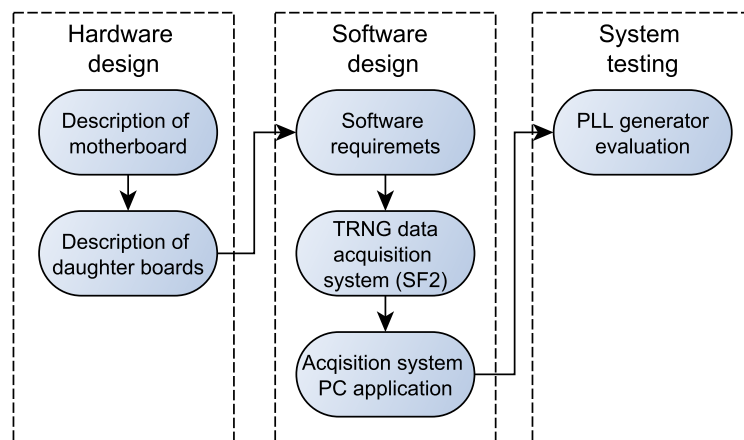 Hardware
design
Description of
motherboard
Description of
daughter boards
Software
design
Software
requiremets
TRNG data
acquisition
system (SF2)
Acqisition system
PC application
System
testing
PLL generator
evaluation